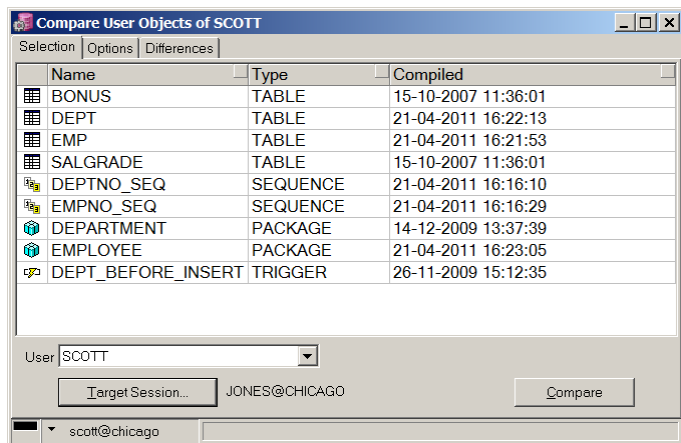 Compare User Objects of SCOTT
Selection Options Differences
Name Type Compiled
BONUS TABLE 15-10-2007 11:36:01
DEPT TABLE 21-04-2011 16:22:13
EMP TABLE 21-04-2011 16:21:53
SALGRADE TABLE 15-10-2007 11:36:01
DEPTNO_SEQ SEQUENCE 21-04-2011 16:16:10
EMPNO_SEQ SEQUENCE 21-04-2011 16:16:29
DEPARTMENT PACKAGE 14-12-2009 13:37:39
EMPLOYEE PACKAGE 21-04-2011 16:23:05
DEPT_BEFORE_INSERT TRIGGER 26-11-2009 15:12:35
User SCOTT
Target Session... JONES@CHICAGO Compare
scott@chicago